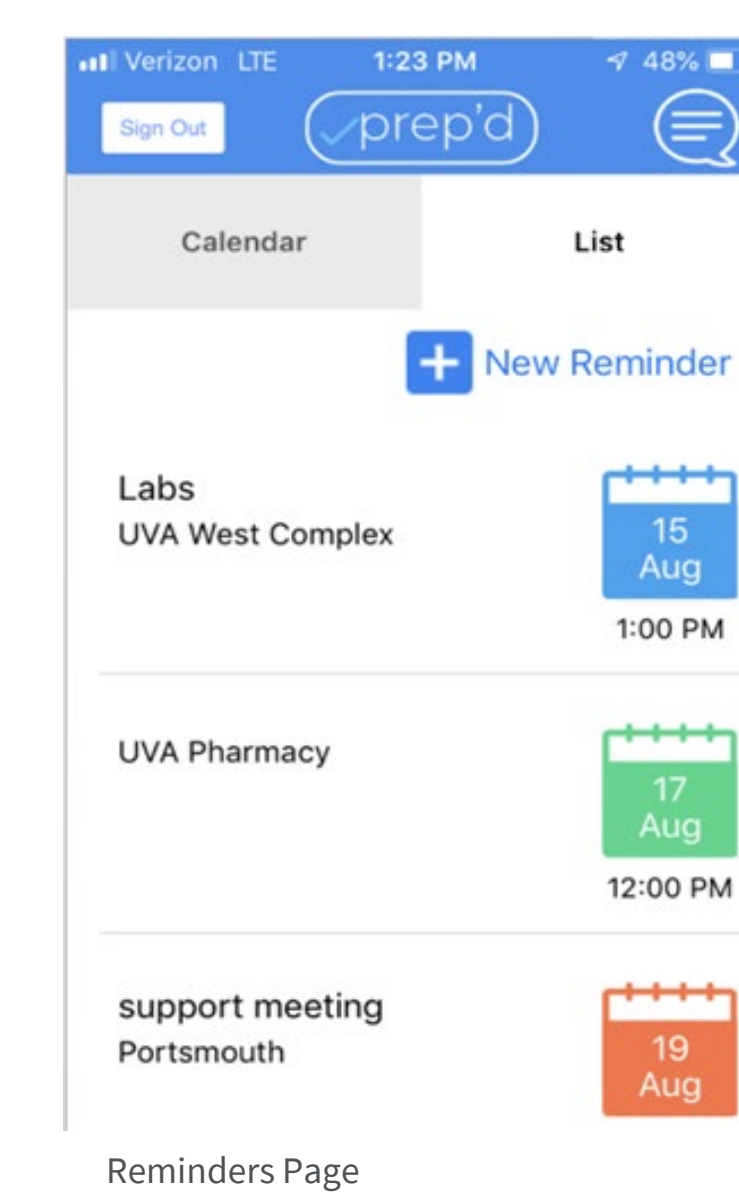 Verizon LTE 1:23 PM 48%
Sign Out prep'd
Calendar List
+ New Reminder
Labs
UVA West Complex
15
Aug
1:00 PM
UVA Pharmacy
17
Aug
12:00 PM
support meeting
Portsmouth
19
Aug
Reminders Page